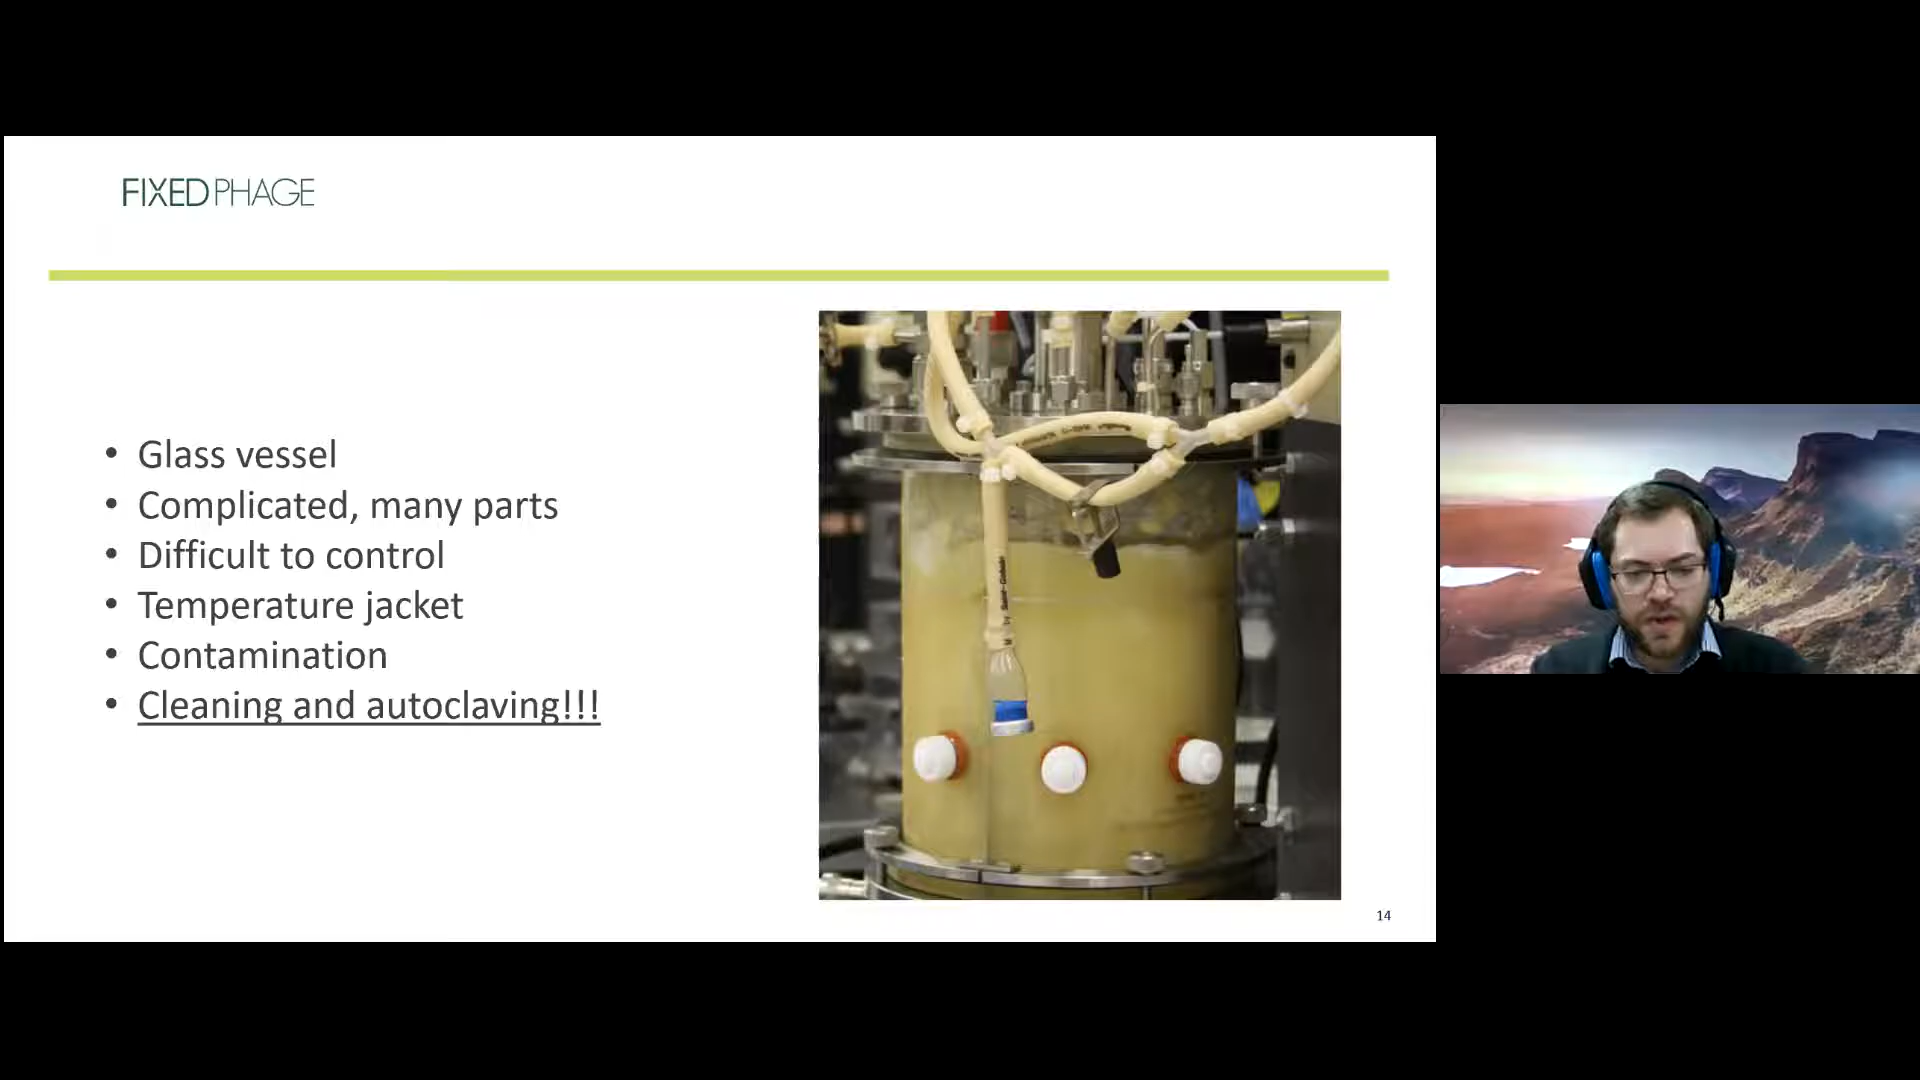 FIXEDPHAGE
• Glass vessel
• Complicated, many parts
• Difficult to control
• Temperature jacket
• Contamination
• Cleaning and autoclaving!!!
14